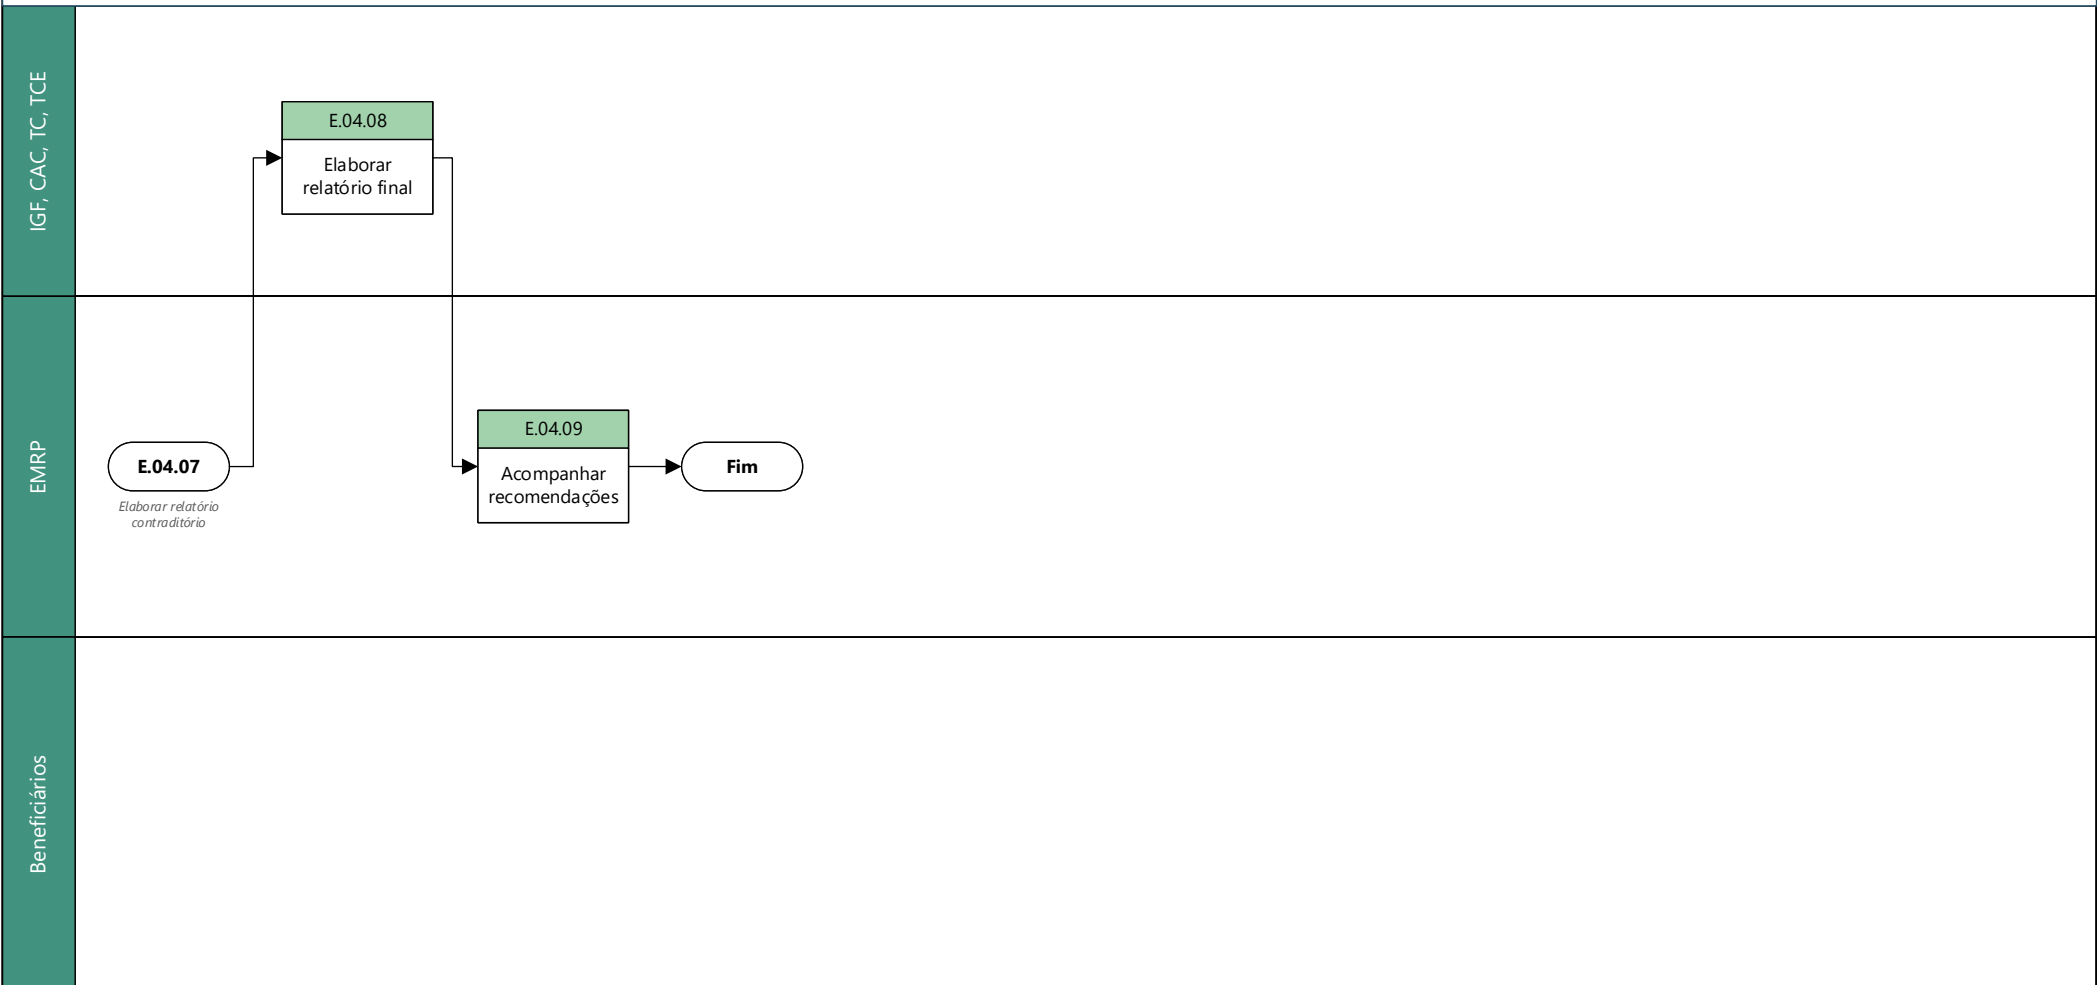 IGF, CAC, TC, TCE
E.04.08
Elaborar
relatório final
EMRP
E.04.07
Elaborar relatório
contraditório
E.04.09
Acompanhar
recomendações
Fim
Beneficiários